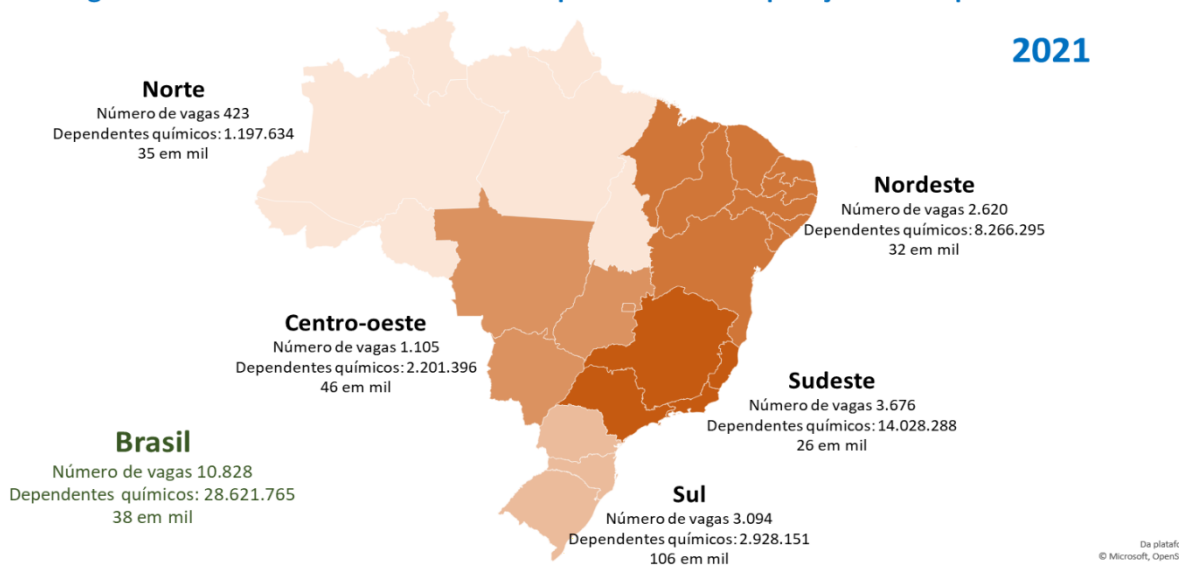 2021
Norte
Número de vagas 423
Dependentes químicos: 1.197.634
35 em mil
Nordeste
Número de vagas 2.620
Dependentes químicos: 8.266.295
32 em mil
Centro-oeste
Número de vagas 1.105
Dependentes químicos: 2.201.396
46 em mil
Sudeste
Número de vagas 3.676
Dependentes químicos: 14.028.288
26 em mil
Brasil
Número de vagas 10.828
Dependentes químicos: 28.621.765
38 em mil
Sul
Número de vagas 3.094
Dependentes químicos: 2.928.151
106 em mil
Da
© Microsoft,